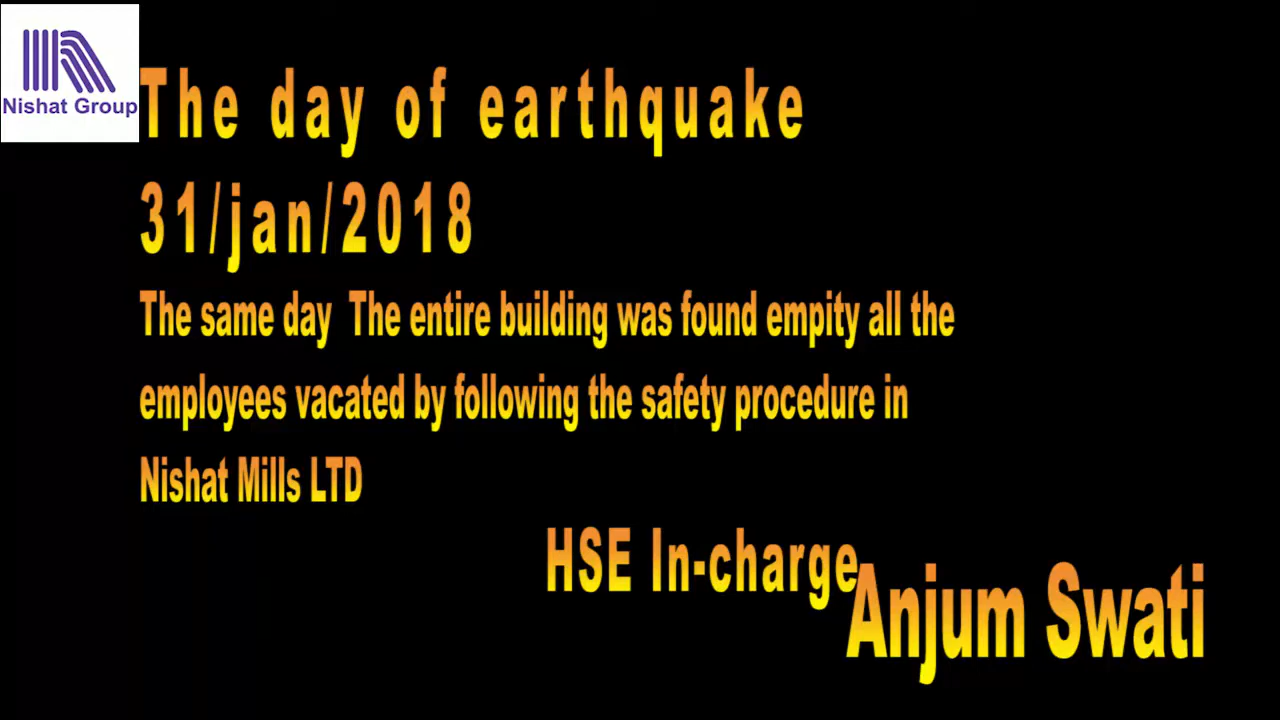 Nishat Group
The day of earthquake
31/jan/2018
The same day The entire building was found empity all the
employees vacated by following the safety procedure in
Nishat Mills LTD
HSE In-charge
Anjum Swati